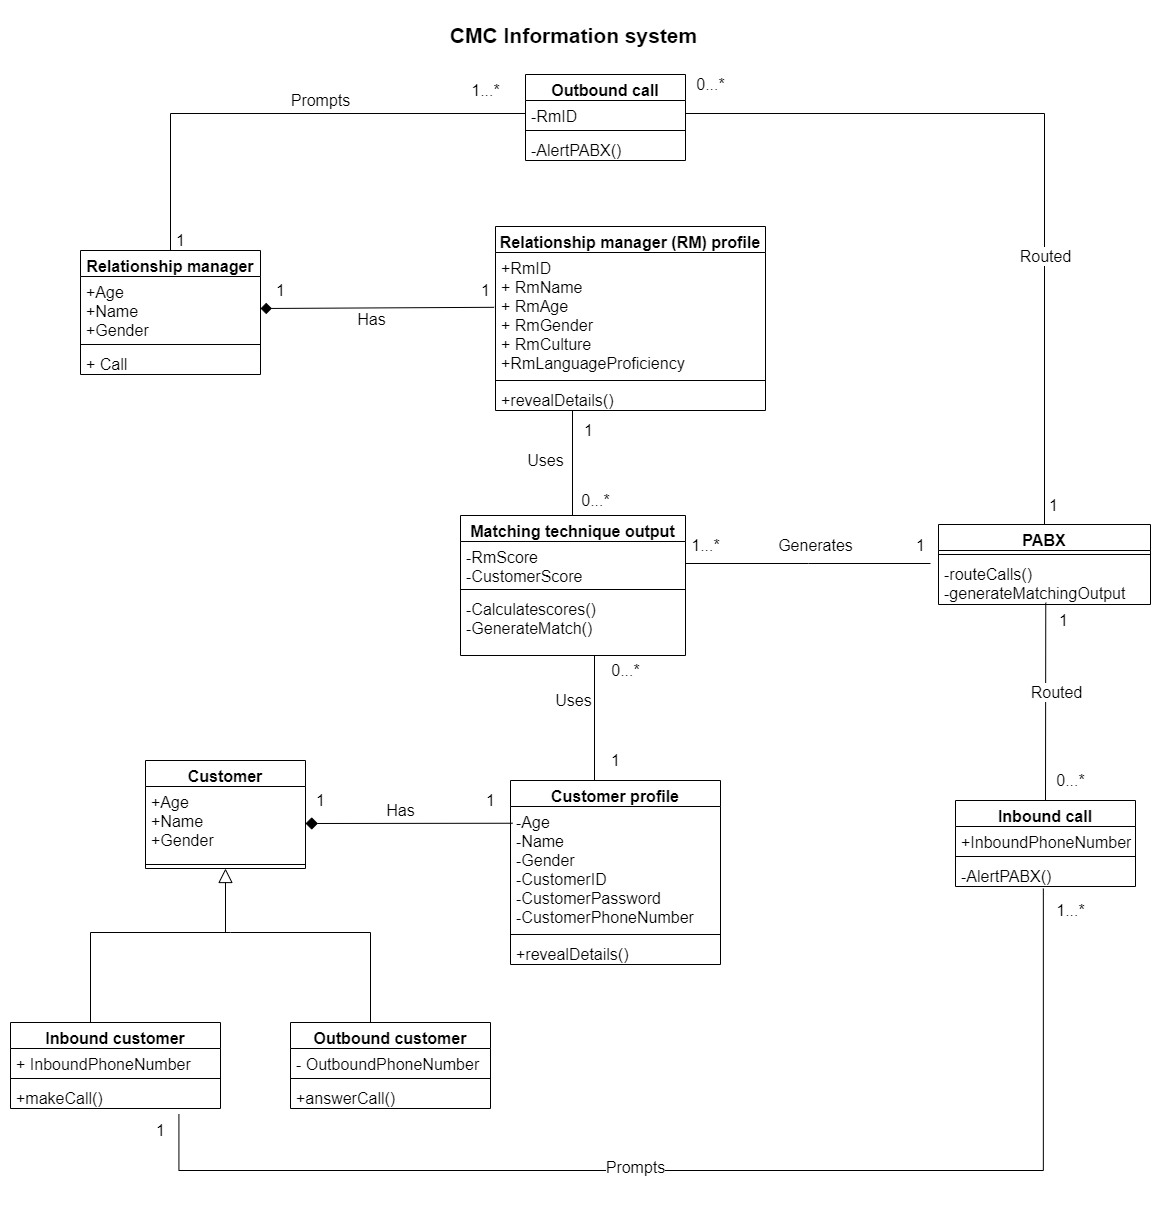 CMC Information system
Prompts
1...*
Outbound call
0...*
-RmID
-AlertPABX()
1
Relationship manager
+Age
+Name
+Gender
+ Call
1
Has
1
Relationship manager (RM) profile
+RmID
+ RmName
+ RmAge
+ RmGender
+ RmCulture
+RmLanguageProficiency
+revealDetails()
Routed
1
Uses
0...*
1
Matching technique output
-RmScore
-CustomerScore
-Calculatescores()
-GenerateMatch()
1...*
Generates
1
PABX
-routeCalls()
-generateMatchingOutput
0...*
Uses
1
1
Routed
0...*
Customer
+Age
+Name
+Gender
1
Has
1
Customer profile
-Age
-Name
-Gender
-CustomerID
-CustomerPassword
-CustomerPhoneNumber
+revealDetails()
Inbound call
+InboundPhoneNumber
-AlertPABX()
1...*
Inbound customer
+ InboundPhoneNumber
+makeCall()
Outbound customer
- OutboundPhoneNumber
+answerCall()
1
Prompts